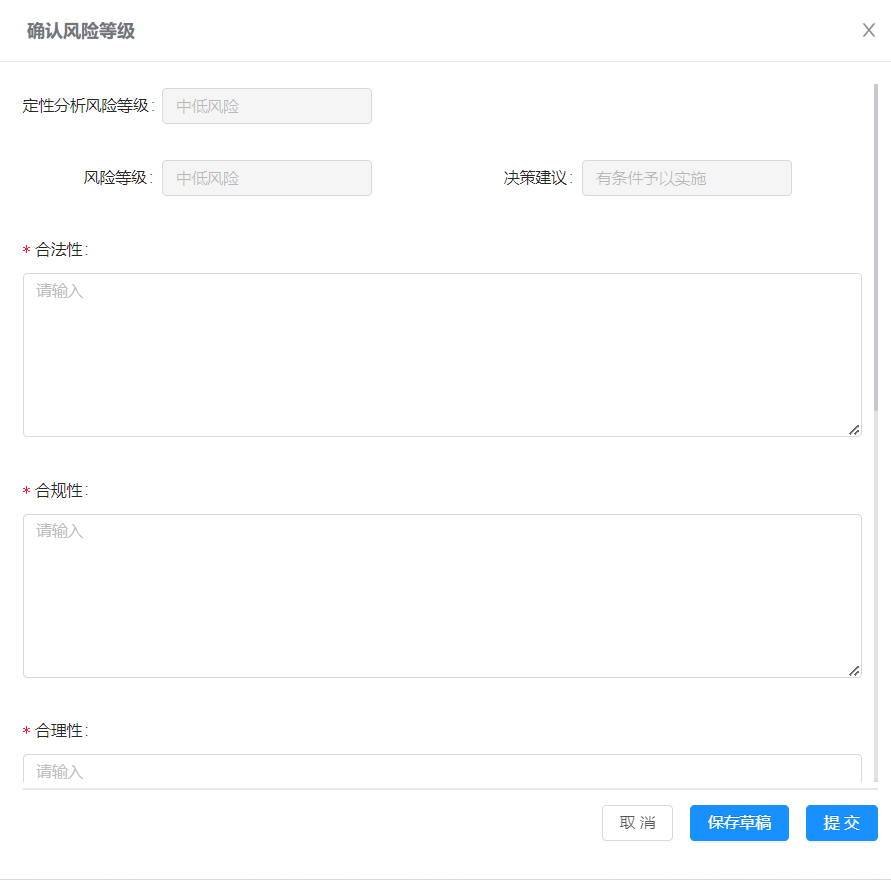 确认风险等级
定性分析风险等级: 中低风险
风险等级: 中低风险 决策建议: 有条件予以实施
* 合法性:
请输入
* 合规性:
请输入
* 合理性:
请输入
取 消 保存草稿 提 交